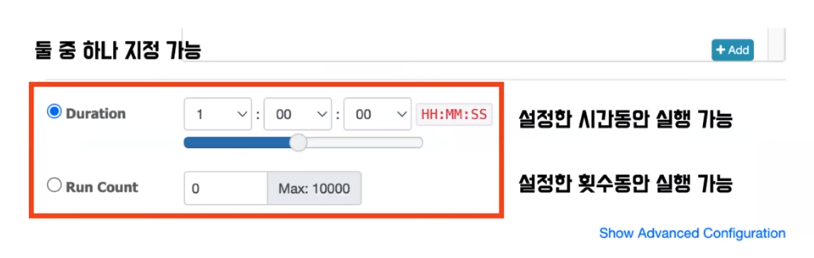 둘 중 하나 지정 가능
+ Add
Duration 1 : 00 : 00 HH:MM:SS 설정한 시간동안 실행 가능
Run Count 0 Max: 10000 설정한 횟수동안 실행 가능
Show Advanced Configuration